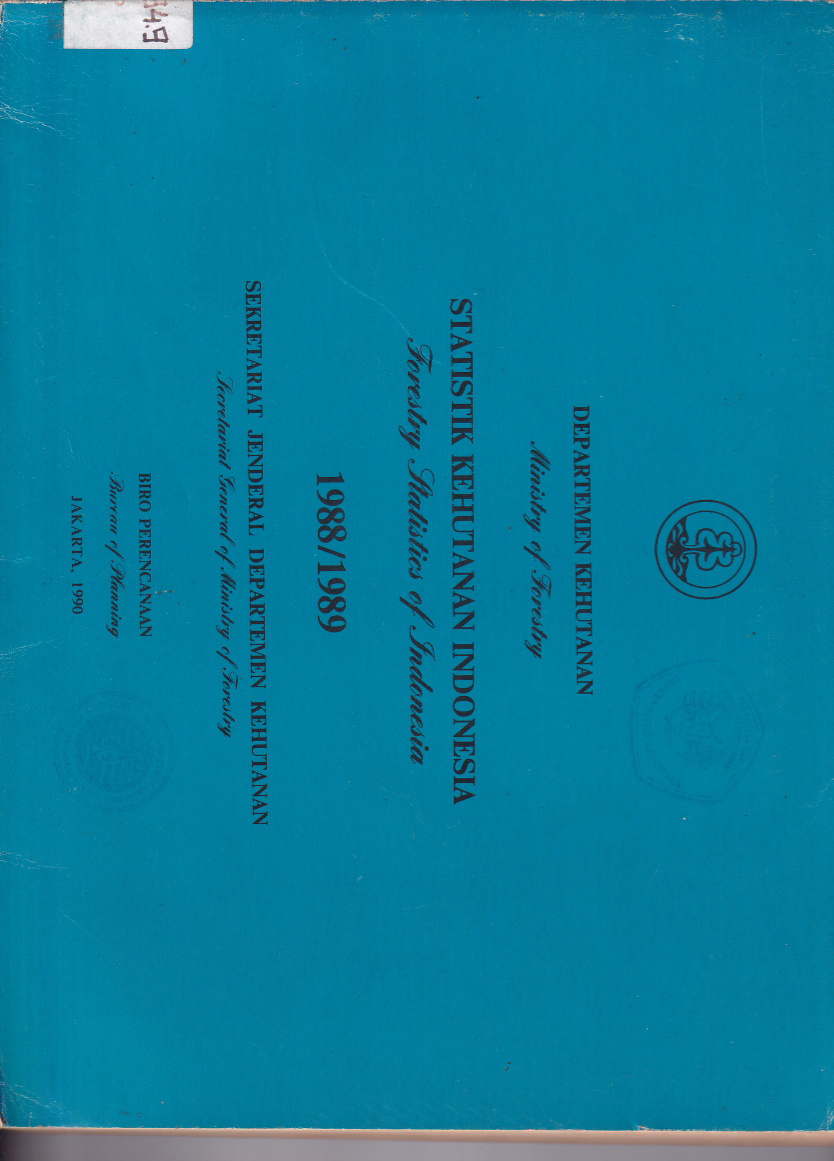 DEPARTEMEN KEHUTANAN
Ministry of Forestry
STATISTIK KEHUTANAN INDONESIA
Forestry Statistics of Indonesia
1988/1989
SEKRETARIAT JENDERAL DEPARTEMEN KEHUTANAN
Secretariat General of Ministry of Forestry
BIRO PERENCANAAN
Bureau of Planning
JAKARTA, 1990